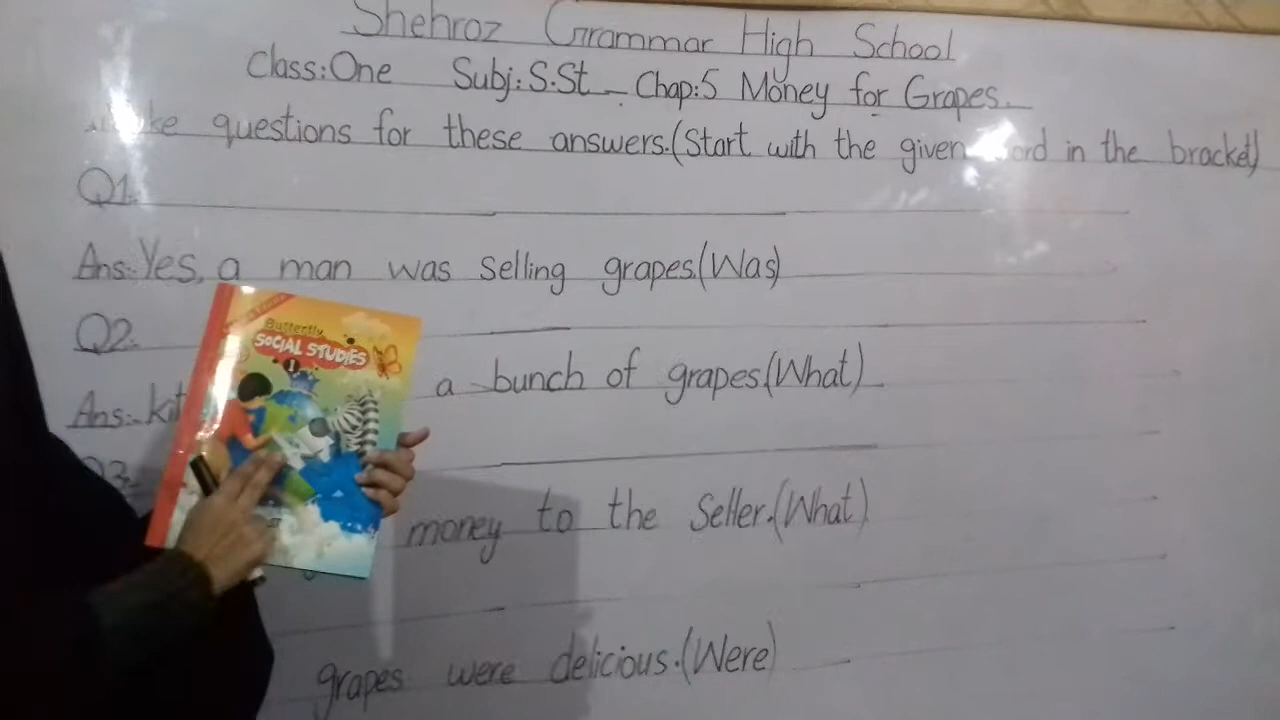 Shehroz Grammar High School
Class:One Subj:S.St - Chap:5 Money for Grapes.
questions for these answers.(Start with the given in the bracket)
Q1.
Ans:Yes, a man was selling grapes.(Was)
Q2.
Ans: a bunch of grapes(What)
Q3.
money to the seller.(What)
grapes were delicious.(Were)
Butterfly
SOCIAL STUDIES
1